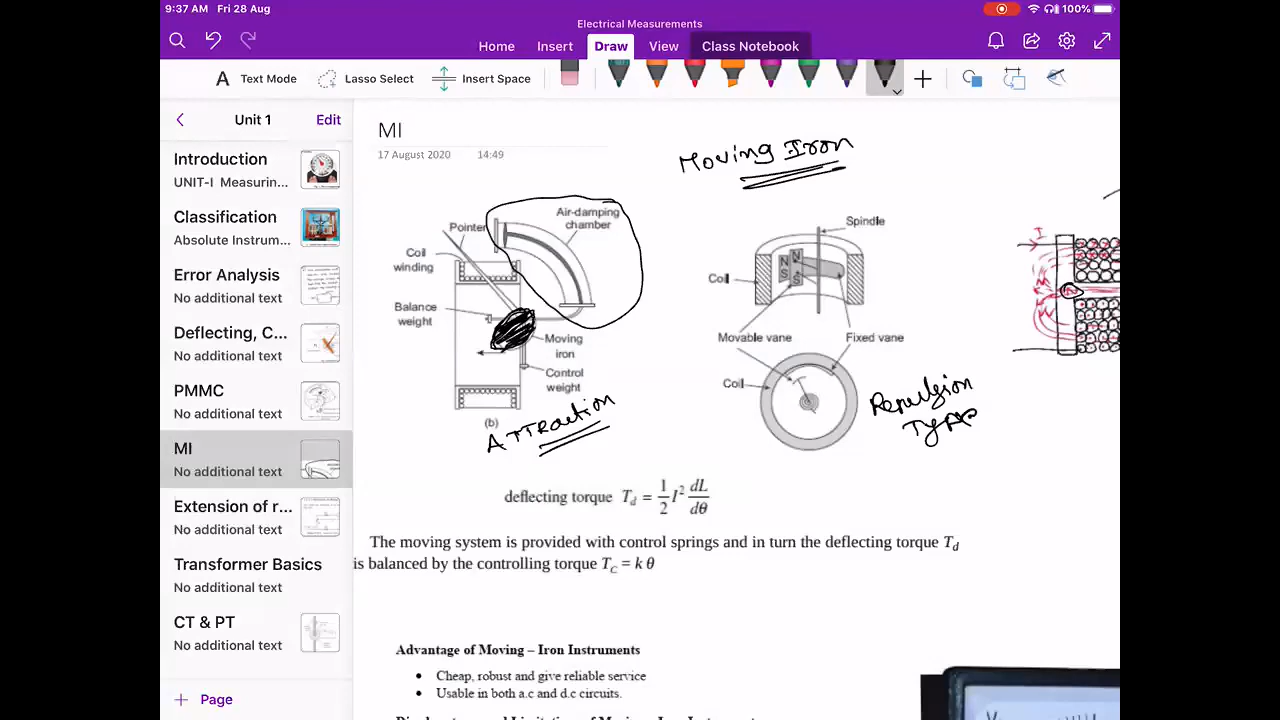 9:37 AM Fri 28 Aug
100%
Electrical Measurements
Home Insert Draw View Class Notebook
A Text Mode Lasso Select Insert Space
Unit 1 Edit
Introduction
UNIT-I Measurin...
Classification
Absolute Instrum...
Error Analysis
No additional text
Deflecting, C...
No additional text
PMMC
No additional text
MI
No additional text
Extension of r...
No additional text
Transformer Basics
No additional text
CT & PT
No additional text
+ Page
MI
17 August 2020 14:49
Moving Iron
Air-damping
chamber
Pointer
Coil
winding
Balance
weight
Moving
iron
Control
weight
(b)
ATTraction
Spindle
N N
S S
Coil
Movable vane
Fixed vane
Coil
Repulsion
Type
I
deflecting torque T_d = 1/2 I² dL/dθ
The moving system is provided with control springs and in turn the deflecting torque T_d
is balanced by the controlling torque T_C = k θ
Advantage of Moving – Iron Instruments
• Cheap, robust and give reliable service
• Usable in both a.c and d.c circuits.